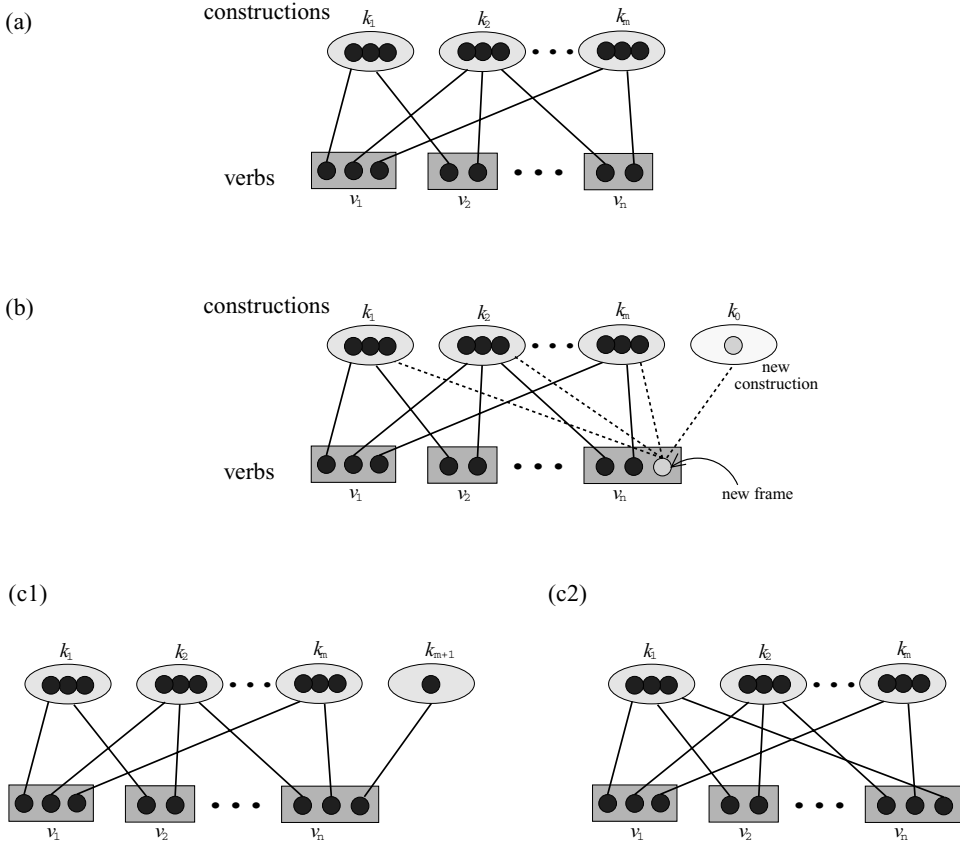 (a)
constructions
k₁ k₂ kₘ
verbs
v₁ v₂ vₙ
(b)
constructions
k₁ k₂ kₘ k₀
new
construction
verbs
v₁ v₂ vₙ
new frame
(c1) (c2)
k₁ k₂ kₘ kₘ₊₁ k₁ k₂ kₘ
v₁ v₂ vₙ v₁ v₂ vₙ